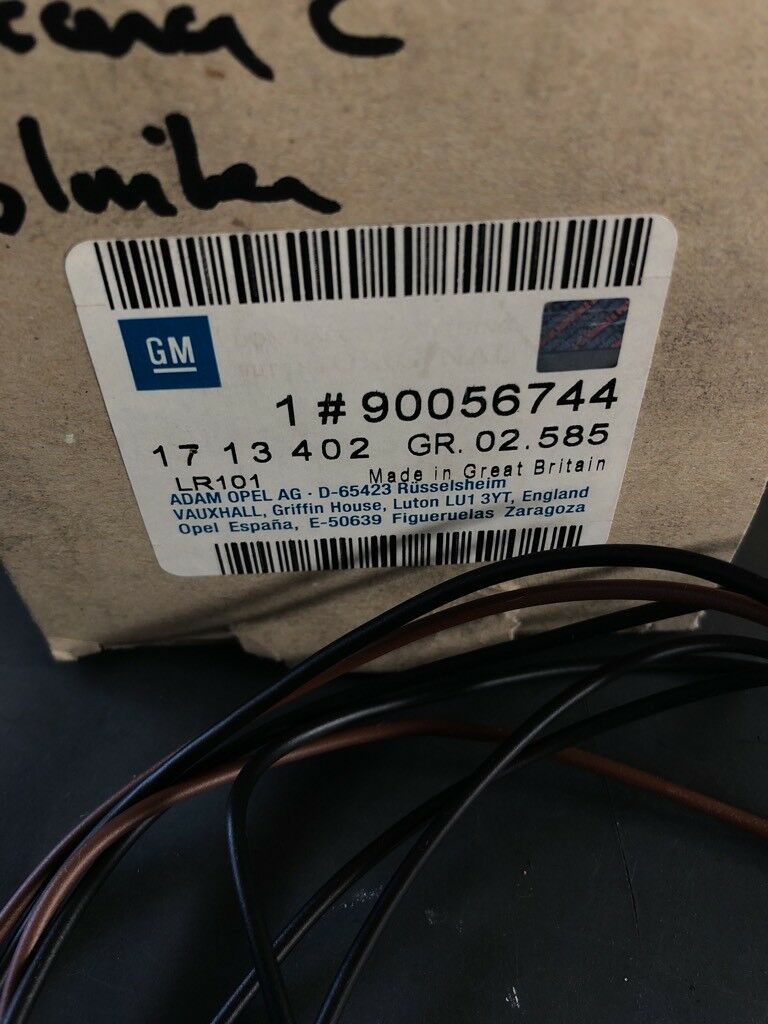 C
GM
1 # 90056744
17 13 402 GR. 02.585
LR101 Made in Great Britain
ADAM OPEL AG · D-65423 Rüsselsheim
VAUXHALL, Griffin House, Luton LU1 3YT, England
Opel España, E-50639 Figueruelas Zaragoza